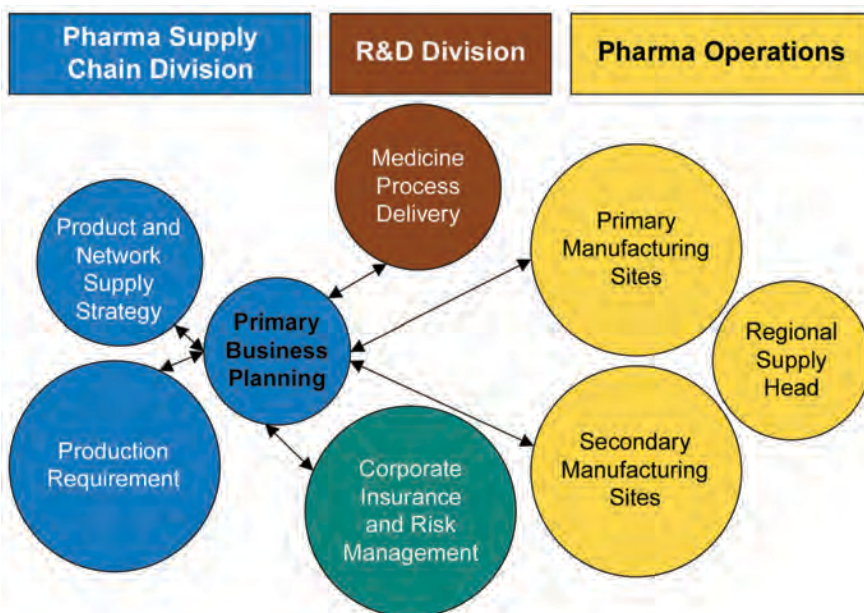 Pharma Supply
Chain Division
R&D Division
Pharma Operations
Medicine
Process
Delivery
Product and
Network
Supply
Strategy
Primary
Manufacturing
Sites
Primary
Business
Planning
Regional
Supply
Head
Production
Requirement
Corporate
Insurance
and Risk
Management
Secondary
Manufacturing
Sites